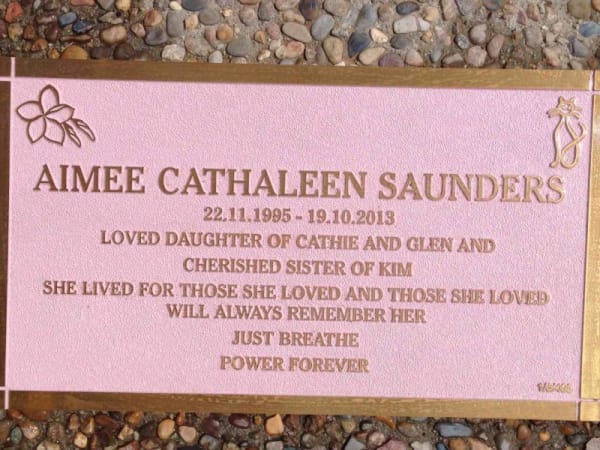 AIMEE CATHALEEN SAUNDERS
22.11.1995 - 19.10.2013
LOVED DAUGHTER OF CATHIE AND GLEN AND
CHERISHED SISTER OF KIM
SHE LIVED FOR THOSE SHE LOVED AND THOSE SHE LOVED
WILL ALWAYS REMEMBER HER
JUST BREATHE
POWER FOREVER